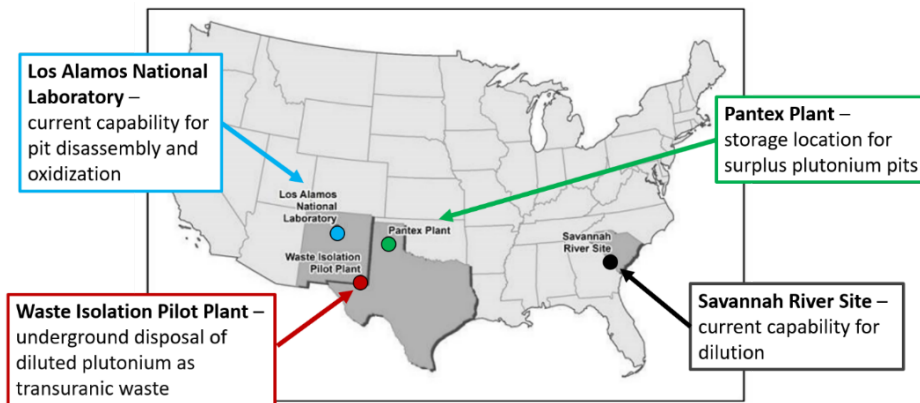 Los Alamos National
Laboratory –
current capability for
pit disassembly and
oxidization
Pantex Plant –
storage location for
surplus plutonium pits
Los Alamos
National
Laboratory
Pantex Plant
Waste Isolation
Pilot Plant
Savannah
River Site
Waste Isolation Pilot Plant –
underground disposal of
diluted plutonium as
transuranic waste
Savannah River Site –
current capability for
dilution